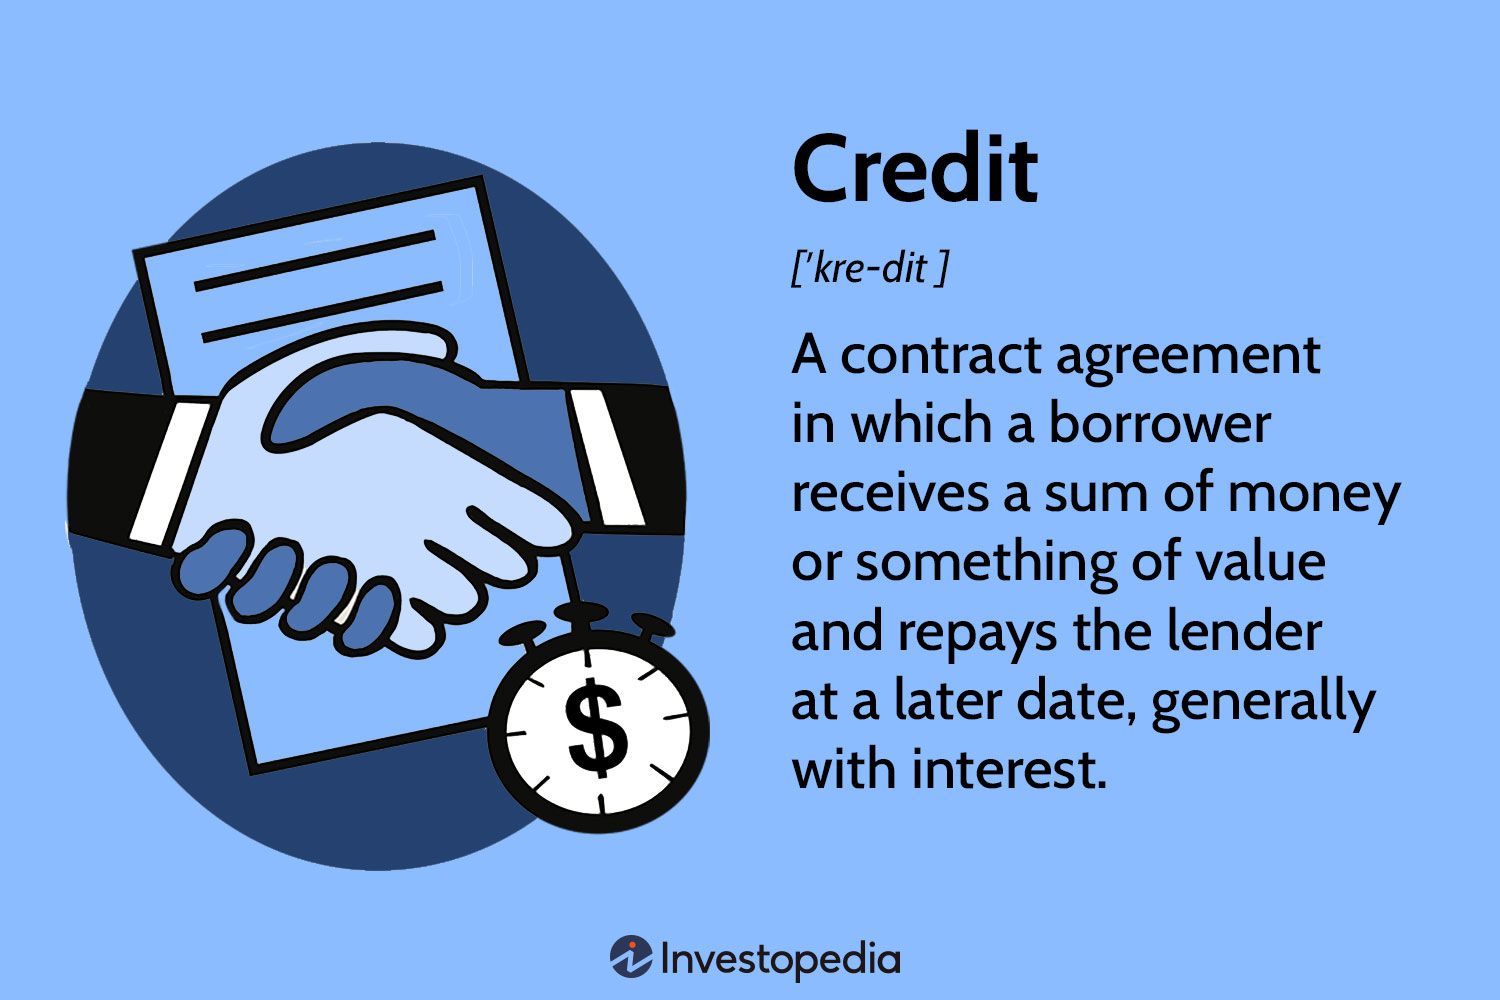 Credit
['kre-dit ]
A contract agreement
in which a borrower
receives a sum of money
or something of value
and repays the lender
at a later date, generally
with interest.
$
Investopedia